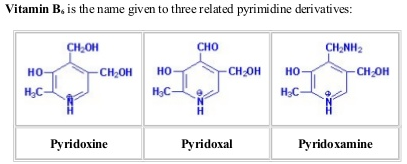 Vitamin B₆ is the name given to three related pyrimidine derivatives:
CH₂OH CHO CH₂NH₂
HO CH₂OH HO CH₂OH HO CH₂OH
H₃C H₃C H₃C
⊕ ⊕ ⊕
N N N
H H H
Pyridoxine Pyridoxal Pyridoxamine